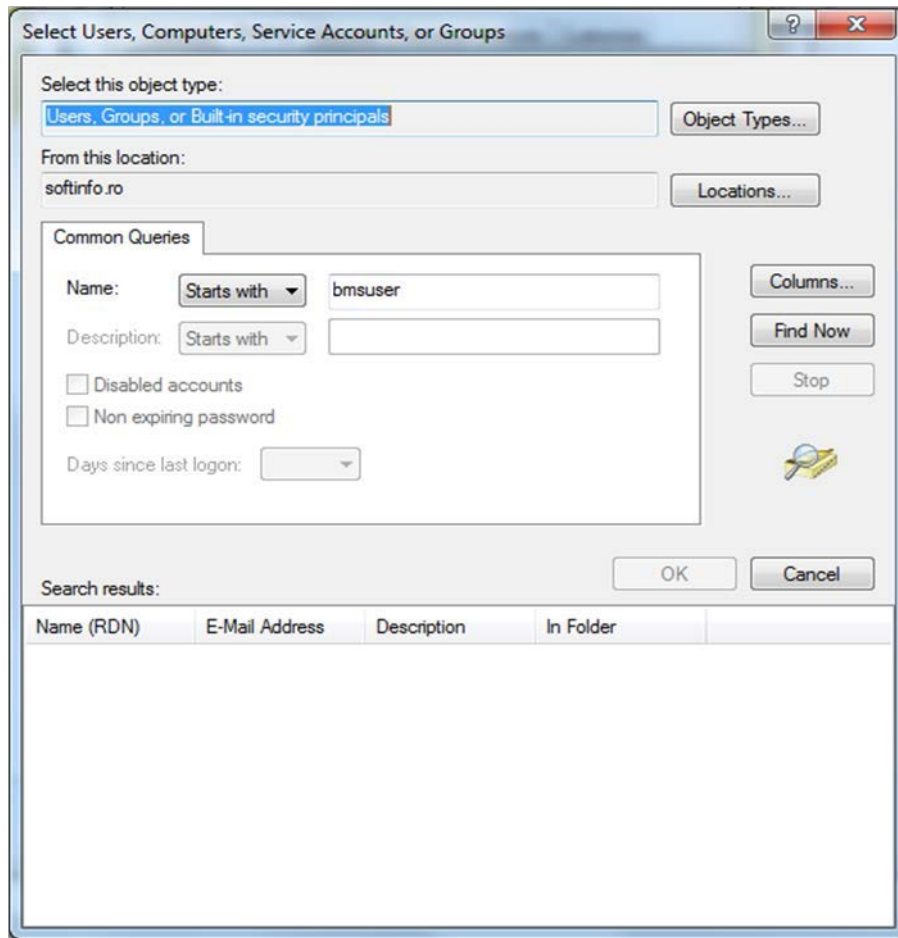 Select Users, Computers, Service Accounts, or Groups
Select this object type:
Users, Groups, or Built-in security principals
Object Types...
From this location:
softinfo.ro
Locations...
Common Queries
Name: Starts with bmsuser
Columns...
Description: Starts with
Find Now
Disabled accounts
Stop
Non expiring password
Days since last logon:
OK Cancel
Search results:
Name (RDN) E-Mail Address Description In Folder